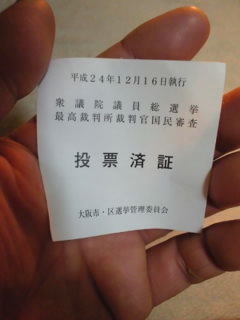 平成24年12月16日執行
衆議院議員総選挙
最高裁判所裁判官国民審査
投票済証
大阪市・区選挙管理委員会